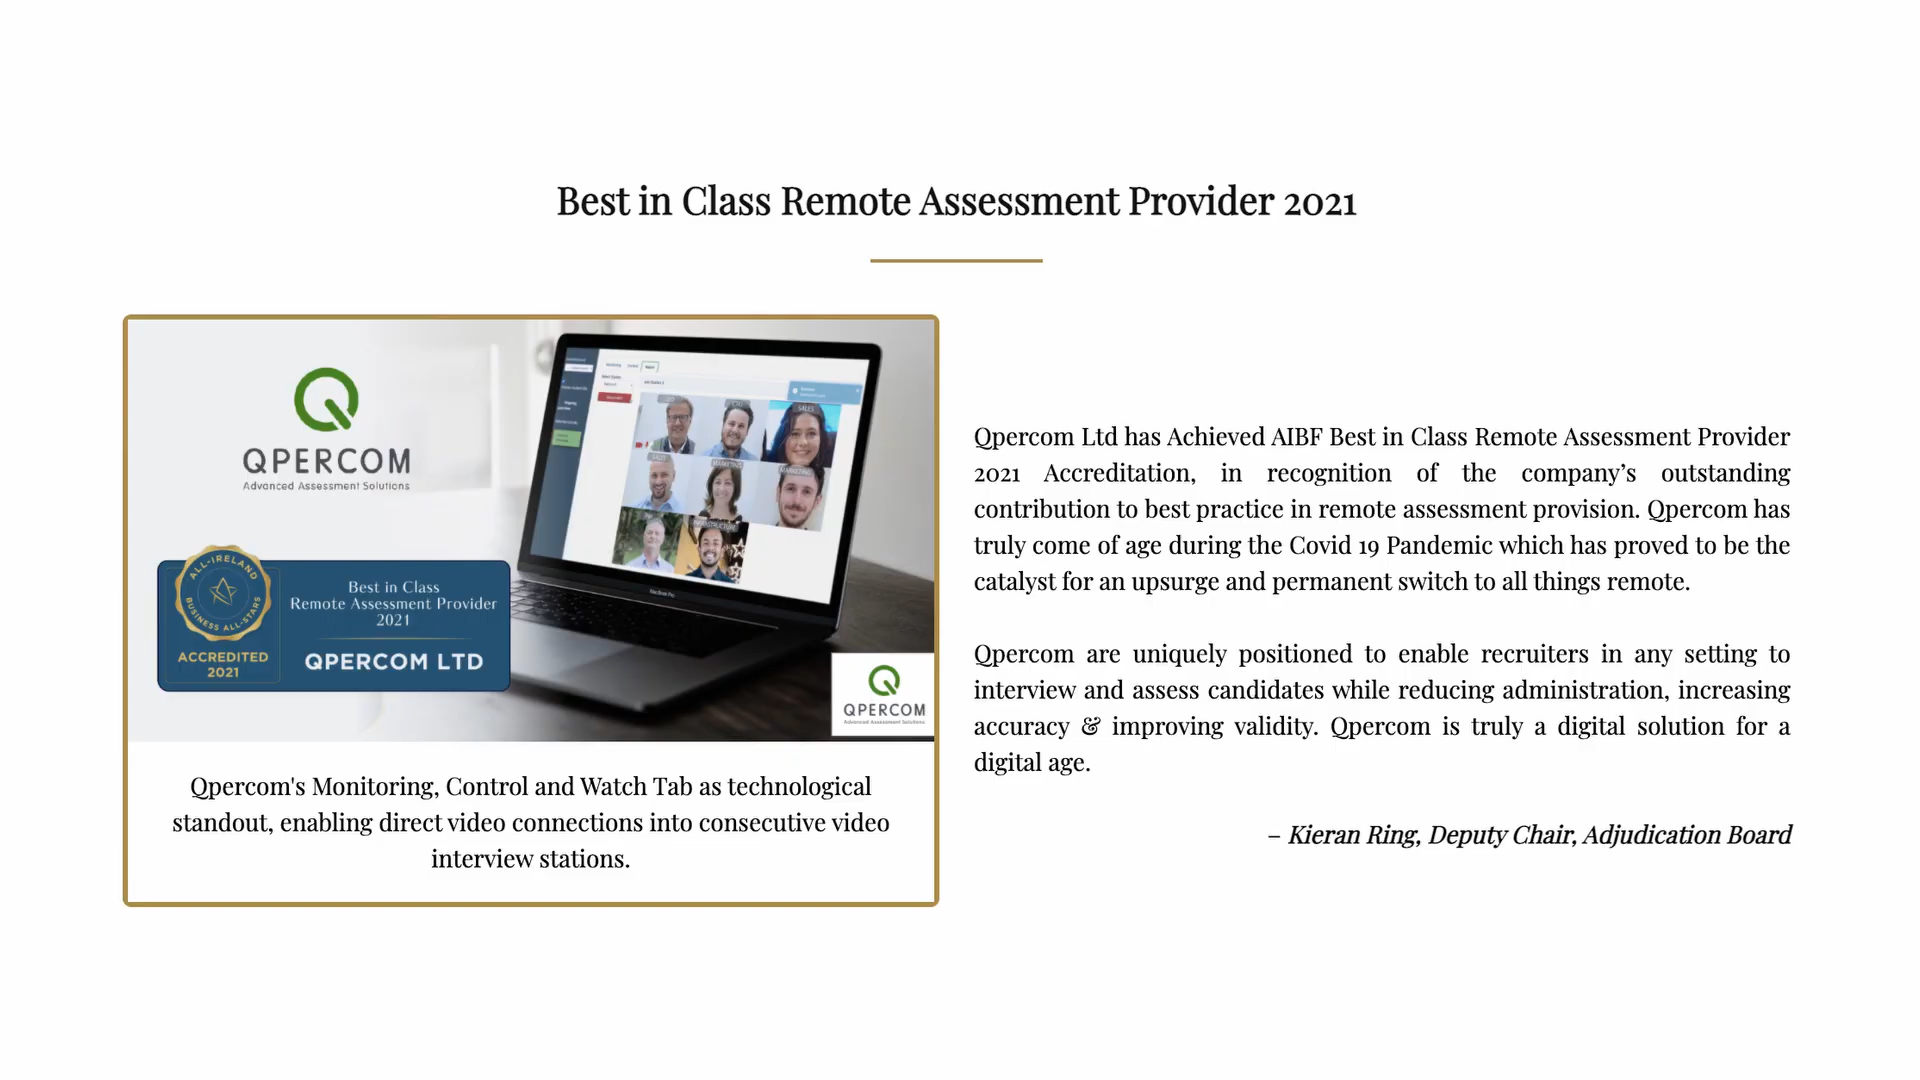 Best in Class Remote Assessment Provider 2021
QPERCOM
Advanced Assessment Solutions
ALL-IRELAND
BUSINESS ALL-STARS
ACCREDITED
2021
Best in Class
Remote Assessment Provider
2021
QPERCOM LTD
SALES
MARKETING
MARKETING
INFRASTRUCTURE
MacBook Pro
QPERCOM
Advanced Assessment Solutions
Qpercom's Monitoring, Control and Watch Tab as technological
standout, enabling direct video connections into consecutive video
interview stations.
Qpercom Ltd has Achieved AIBF Best in Class Remote Assessment Provider
2021 Accreditation, in recognition of the company’s outstanding
contribution to best practice in remote assessment provision. Qpercom has
truly come of age during the Covid 19 Pandemic which has proved to be the
catalyst for an upsurge and permanent switch to all things remote.
Qpercom are uniquely positioned to enable recruiters in any setting to
interview and assess candidates while reducing administration, increasing
accuracy & improving validity. Qpercom is truly a digital solution for a
digital age.
– Kieran Ring, Deputy Chair, Adjudication Board